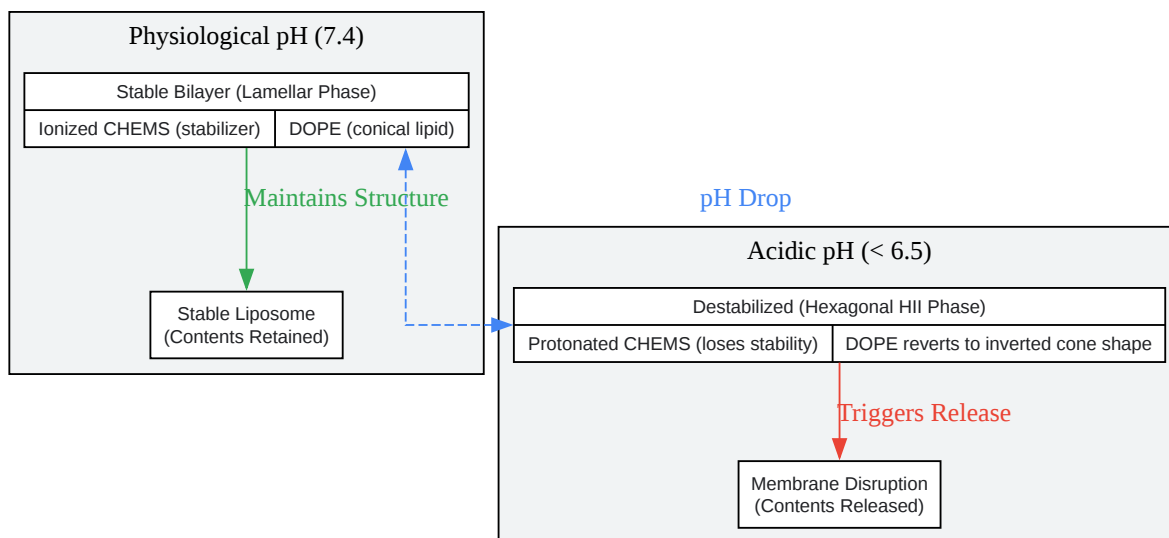 Physiological pH (7.4)
Stable Bilayer (Lamellar Phase)
Ionized CHEMS (stabilizer)
DOPE (conical lipid)
Maintains Structure
Stable Liposome
(Contents Retained)
pH Drop
Acidic pH (< 6.5)
Destabilized (Hexagonal HII Phase)
Protonated CHEMS (loses stability)
DOPE reverts to inverted cone shape
Triggers Release
Membrane Disruption
(Contents Released)